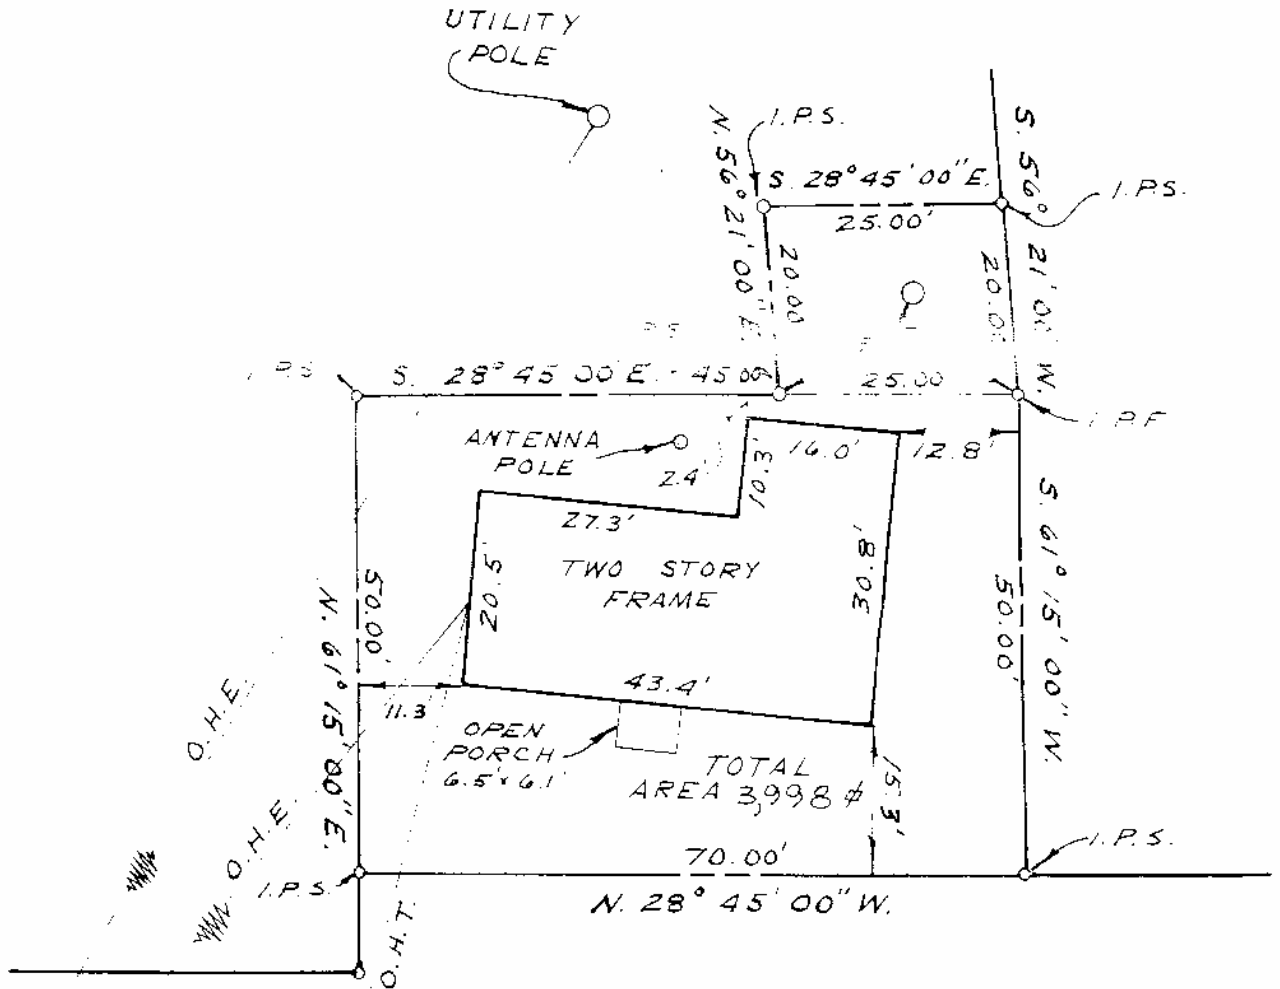 UTILITY
POLE
I.P.S.
N. 56° 21' 00" E.
S. 28° 45' 00" E.
25.00'
I.P.S.
S. 56° 21' 00" W.
20.00
20.00
I.P.S.
S. 28° 45 00 E. - 45.00
25.00
I.P.F
ANTENNA
POLE
2.4'
10.3'
16.0'
12.8'
27.3'
20.5'
TWO STORY
FRAME
30.8'
50.00'
N. 61° 15' 00" E.
50.00'
S. 61° 15' 00" W.
43.4'
11.3
OPEN
PORCH
6.5' x 6.1'
TOTAL
AREA 3,998
15.3'
O.H.E.
O.H.E.
O.H.T.
I.P.S.
70.00'
N. 28° 45' 00" W.
I.P.S.